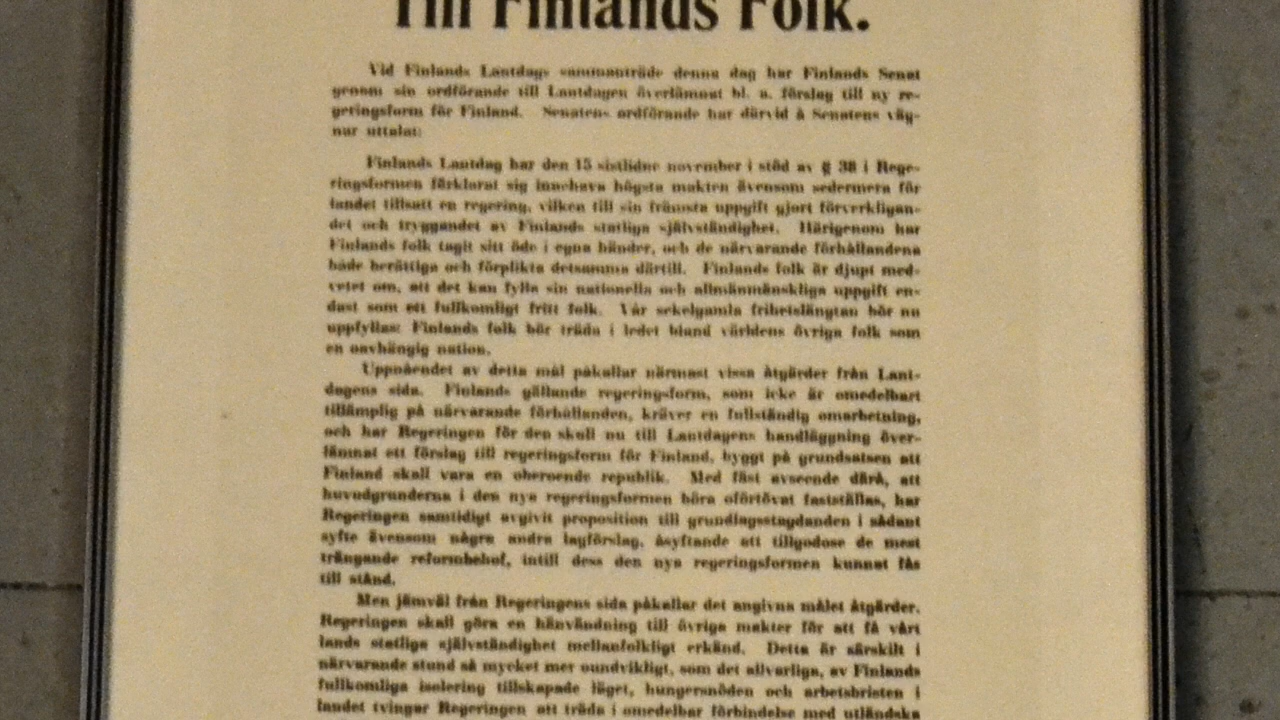 Till Finlands Folk.
Vid Finlands Lantdags sammanträde denna dag har Finlands Senat
genom sin ordförande till Lantdagen överlämnat bl. a. förslag till ny re-
geringsform för Finland. Senatens ordförande har därvid å Senatens väg-
nar uttalat:
Finlands Lantdag har den 15 sistlidne november i stöd av § 38 i Rege-
ringsformen förklarat sig innehava högsta makten ävensom sedermera för
landet tillsatt en regering, vilken till sin främsta uppgift gjort förverkligan-
det och tryggandet av Finlands statliga självständighet. Härigenom har
Finlands folk tagit sitt öde i egna händer, och de närvarande förhållandena
både berättiga och förplikta detsamma därtill. Finlands folk är djupt med-
vetet om, att det kan fylla sin nationella och allmänmänskliga uppgift en-
dast som ett fullkomligt fritt folk. Vår sekelgamla frihetslängtan bör nu
uppfyllas: Finlands folk bör träda i ledet bland världens övriga folk som
en oavhängig nation.
Uppnåendet av detta mål påkallar närmast vissa åtgärder från Lant-
dagens sida. Finlands gällande regeringsform, som icke är omedelbart
tillämplig på närvarande förhållanden, kräver en fullständig omarbetning,
och har Regeringen för den skull nu till Lantdagens handläggning över-
lämnat ett förslag till regeringsform för Finland, byggt på grundsatsen att
Finland skall vara en oberoende republik. Med fäst avseende därå, att
huvudgrunderna i den nya regeringsformen böra oförtövat fastställas, har
Regeringen samtidigt avgivit proposition till grundlagsstagdanden i sådant
syfte ävensom några andra lagförslag, åsyftande att tillgodose de mest
trängande reformbehof, intill dess den nya regeringsformen kunnat fås
till stånd.
Men jämväl från Regeringens sida påkallar det angivna målet åtgärder.
Regeringen skall göra en hänvändning till övriga makter för att få vårt
lands statliga självständighet mellanfolkligt erkänd. Detta är särskilt i
närvarande stund så mycket mer oundvikligt, som det allvarliga, av Finlands
fullkomliga isolering tillskapade läget, hungersnöden och arbetsbristen i
landet tvingar Regeringen att träda i omedelbar förbindelse med utländska